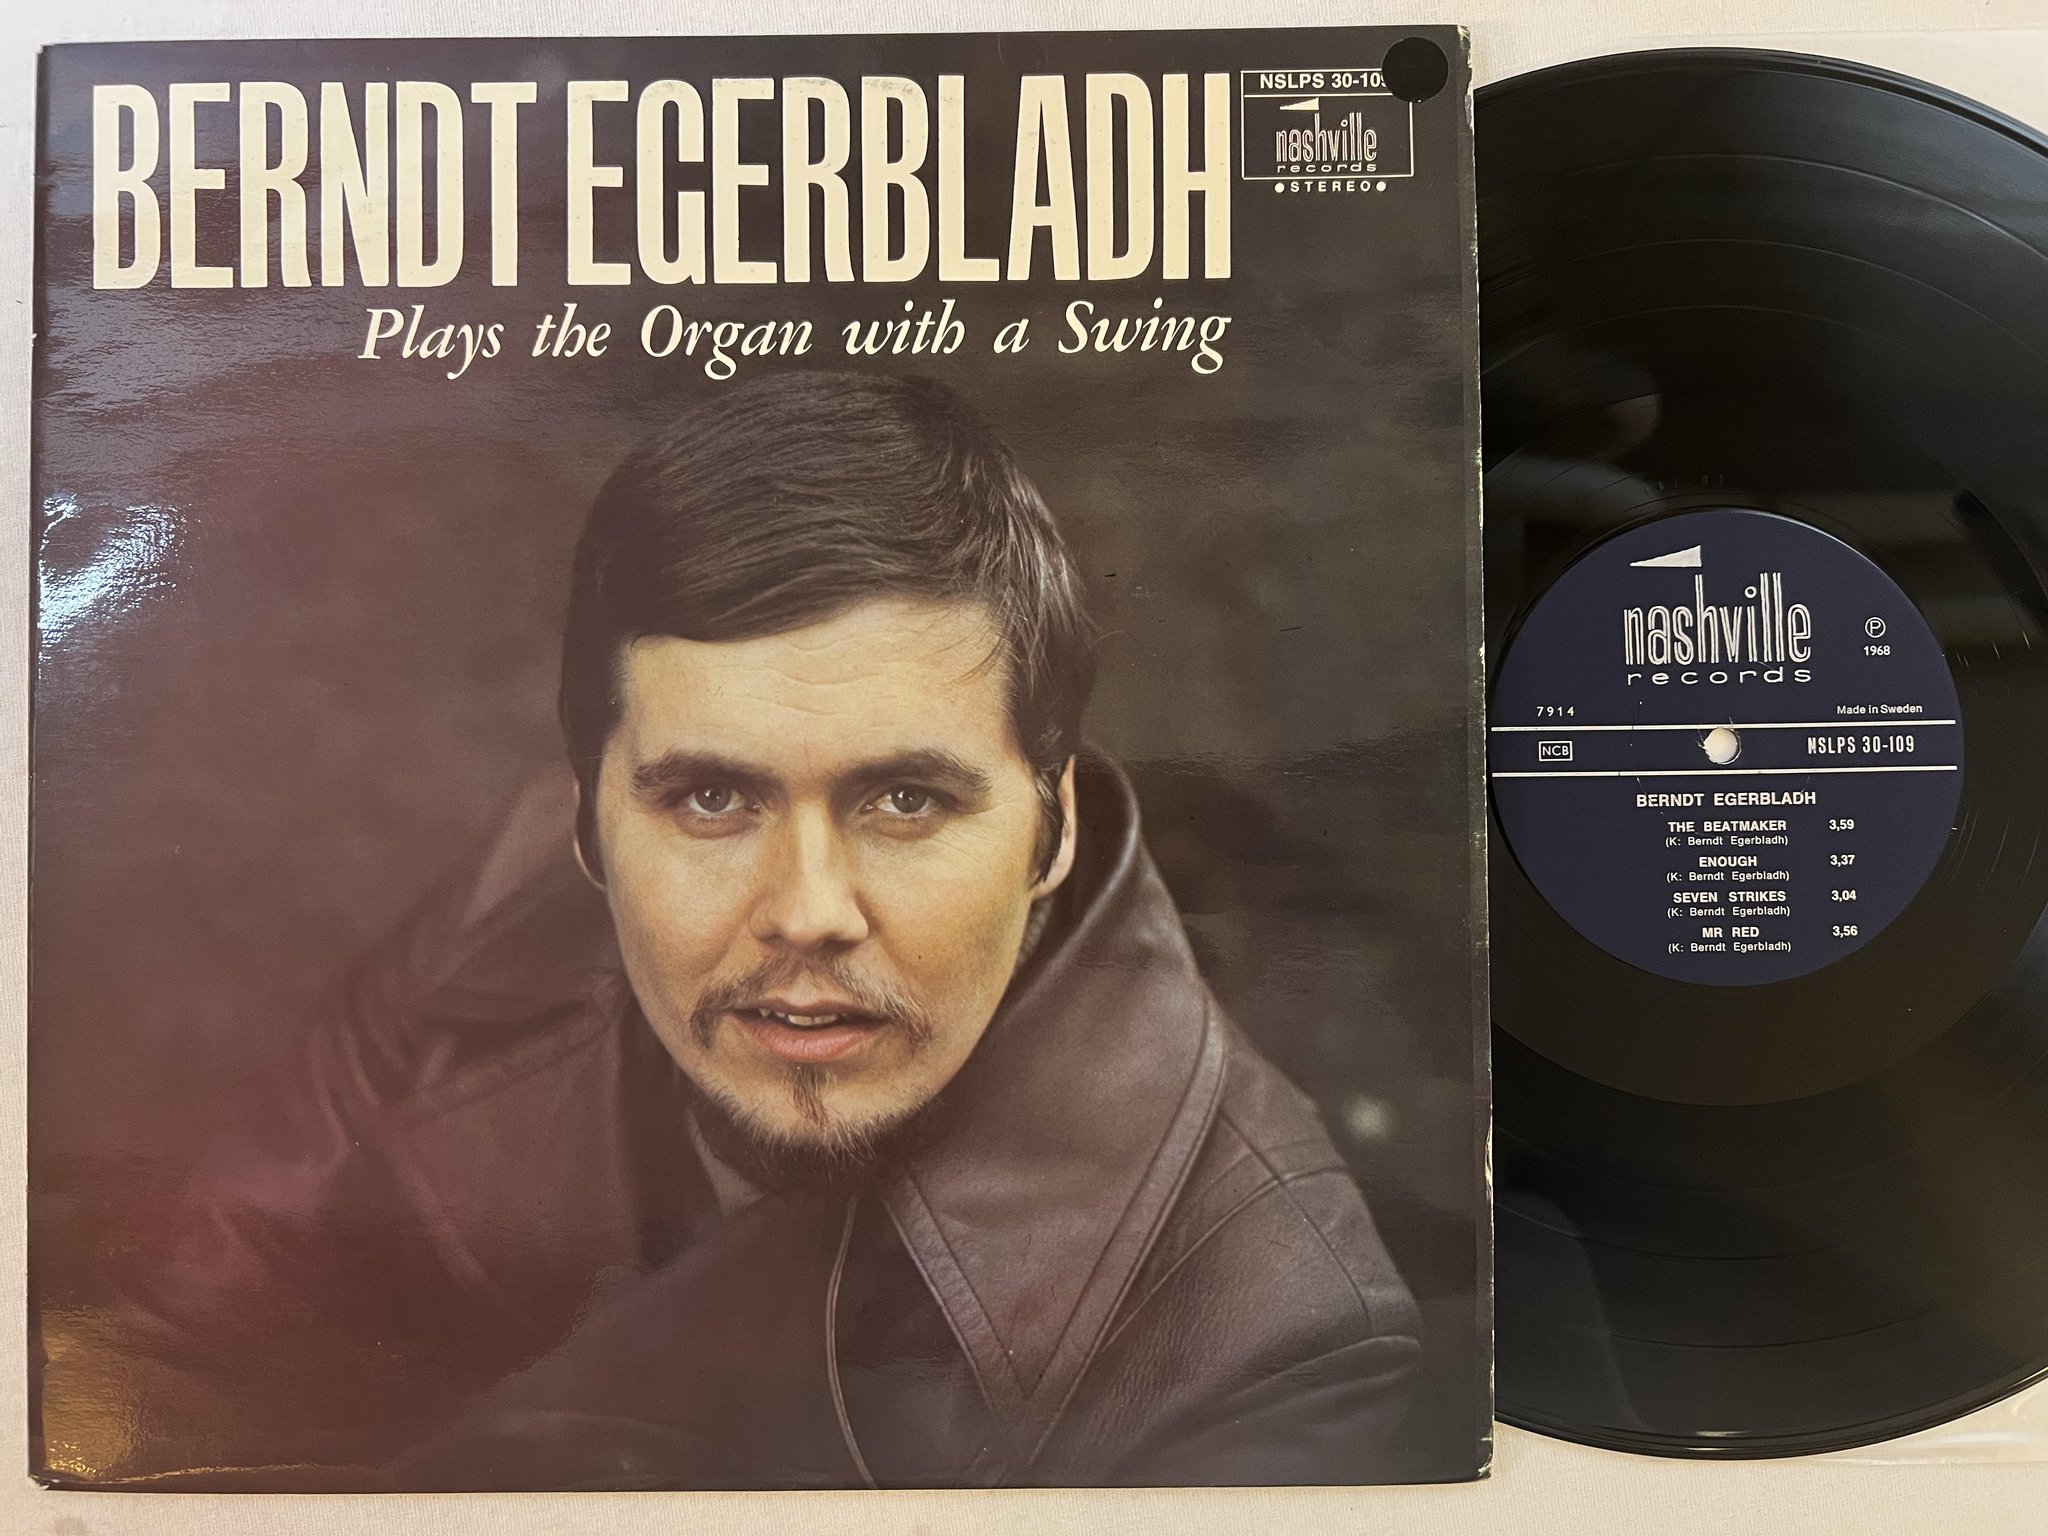 BERNDT EGERBLADH
Plays the Organ with a Swing
NSLPS 30-109
nashville
records
•STEREO•
nashville
records
℗
1968
7914
Made in Sweden
NCB
NSLPS 30-109
BERNDT EGERBLADH
THE BEATMAKER 3,59
(K: Berndt Egerbladh)
ENOUGH 3,37
(K: Berndt Egerbladh)
SEVEN STRIKES 3,04
(K: Berndt Egerbladh)
MR RED 3,56
(K: Berndt Egerbladh)